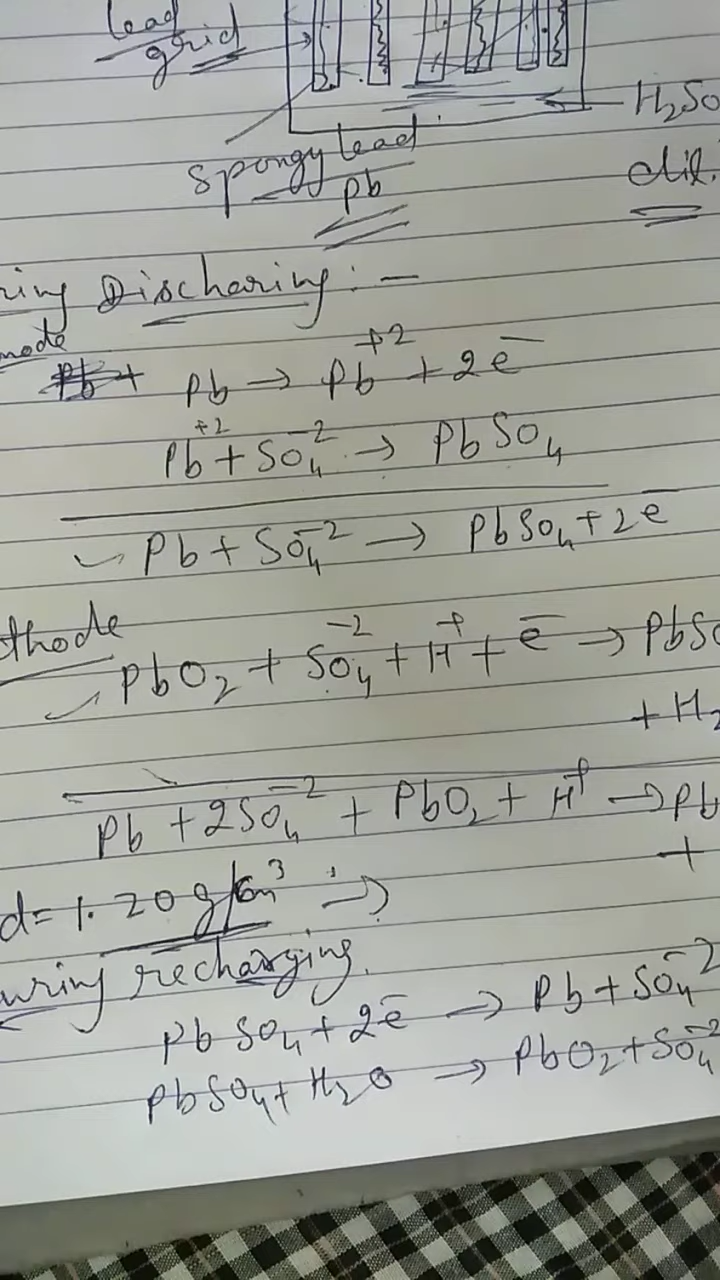 lead
grid
H₂SO
spongy lead
dil.
Pb
ring Discharing : —
node
Pb → Pb⁺² + 2e⁻
Pb⁺² + SO₄⁻² → PbSO₄
Pb + SO₄⁻² → PbSO₄ + 2e⁻
thode
PbO₂ + SO₄⁻² + H⁺ + e⁻ → PbSO
+ H₂
Pb + 2SO₄⁻² + PbO₂ + H⁺ → Pb
+
d = 1.20 g/cm³ →
uring recharging.
PbSO₄ + 2e⁻ → Pb + SO₄⁻²
PbSO₄ + H₂O → PbO₂ + SO₄⁻²